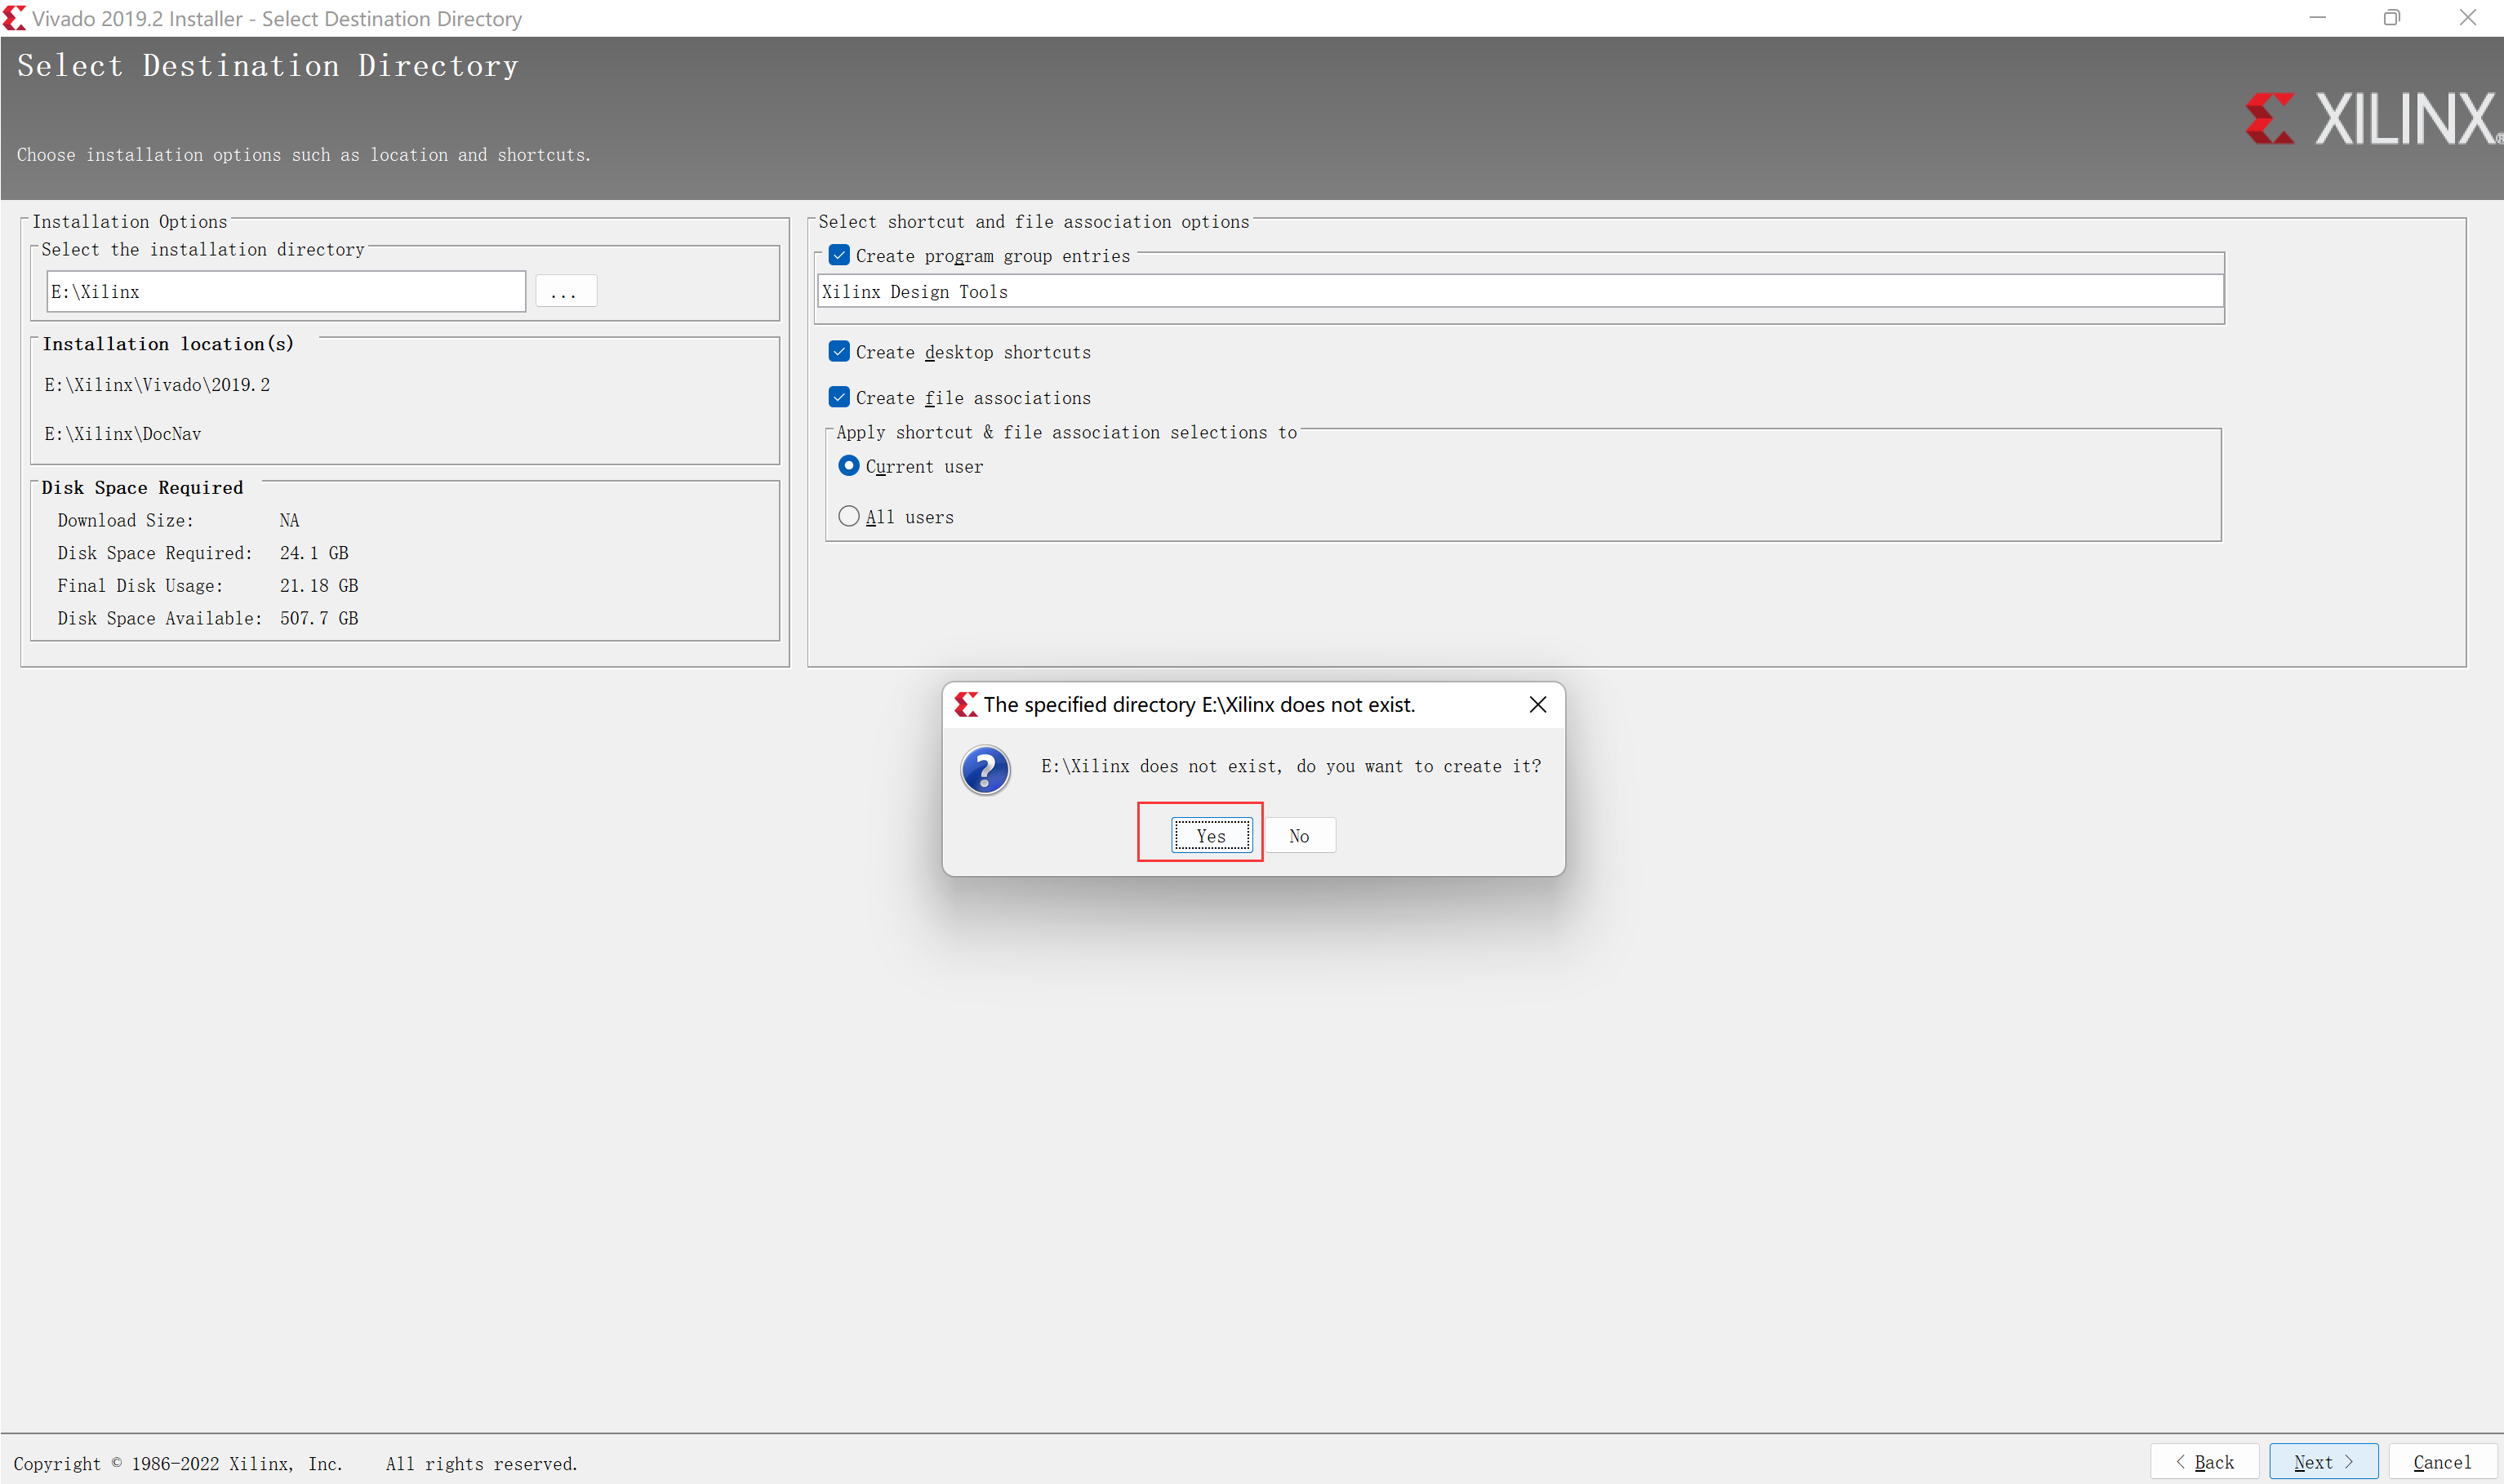 Vivado 2019.2 Installer - Select Destination Directory
Select Destination Directory
XILINX®
Choose installation options such as location and shortcuts.
Installation Options
Select the installation directory
E:\Xilinx
...
Installation location(s)
E:\Xilinx\Vivado\2019.2
E:\Xilinx\DocNav
Disk Space Required
Download Size: NA
Disk Space Required: 24.1 GB
Final Disk Usage: 21.18 GB
Disk Space Available: 507.7 GB
Select shortcut and file association options
Create program group entries
Xilinx Design Tools
Create desktop shortcuts
Create file associations
Apply shortcut & file association selections to
Current user
All users
The specified directory E:\Xilinx does not exist.
E:\Xilinx does not exist, do you want to create it?
Yes No
Copyright © 1986-2022 Xilinx, Inc. All rights reserved.
< Back Next > Cancel